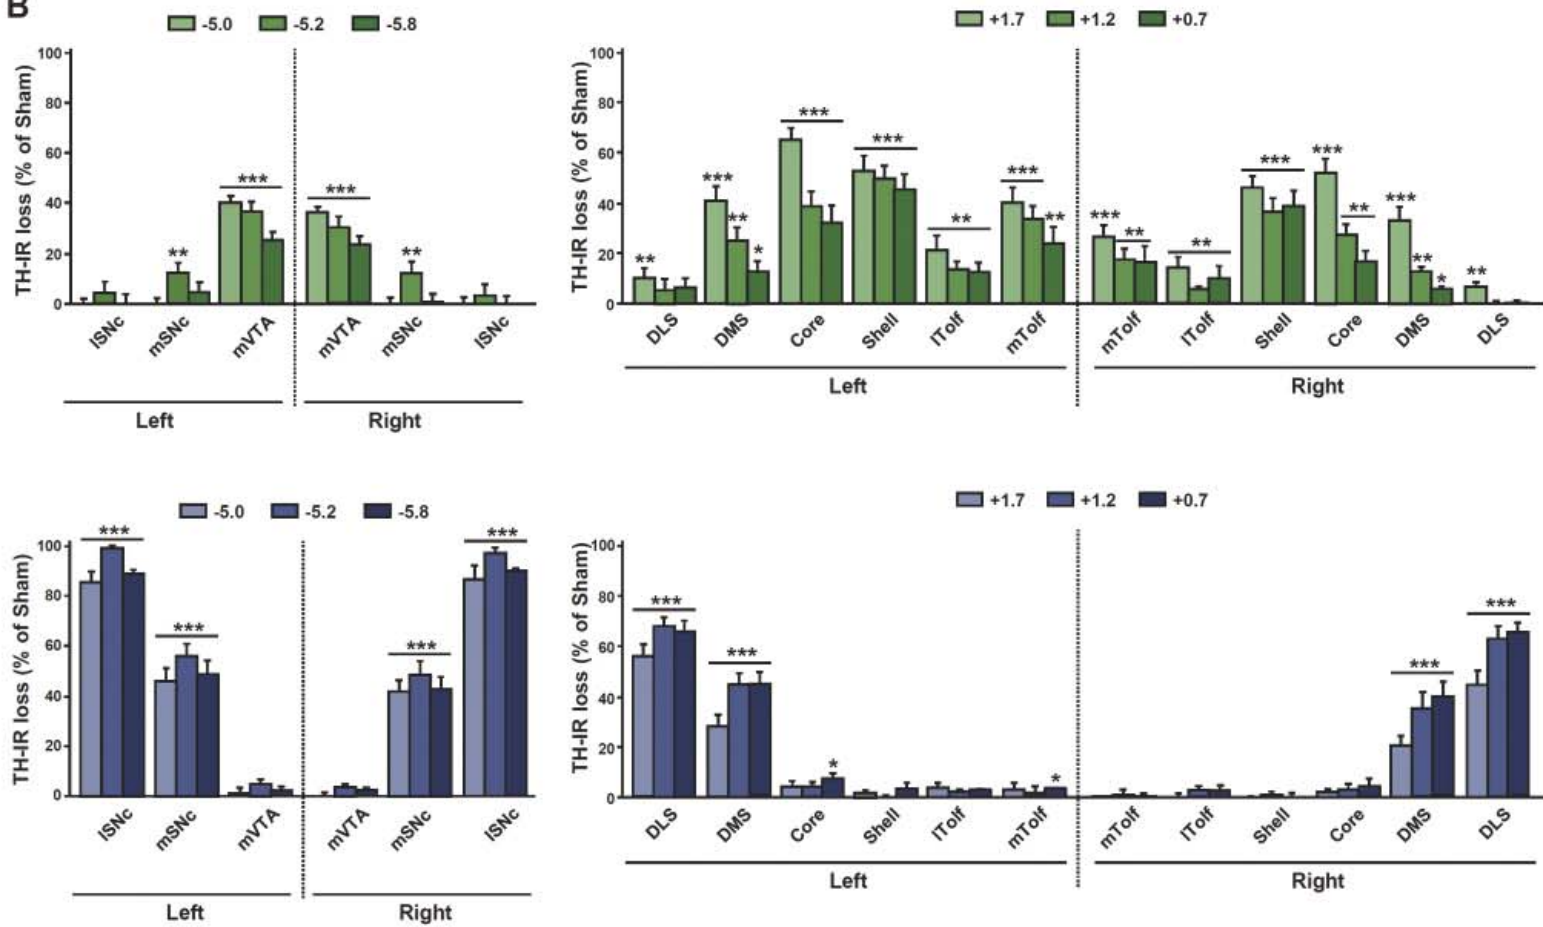 B
-5.0 -5.2 -5.8
TH-IR loss (% of Sham)
100
80
60
40
20
0
** *** *** **
lSNc mSNc mVTA mVTA mSNc lSNc
Left Right
+1.7 +1.2 +0.7
TH-IR loss (% of Sham)
100
80
60
40
20
0
** *** ** * *** *** ** *** ** *** ** ** *** *** ** *** ** * **
DLS DMS Core Shell lTolf mTolf mTolf lTolf Shell Core DMS DLS
Left Right
-5.0 -5.2 -5.8
TH-IR loss (% of Sham)
100
80
60
40
20
0
*** *** *** ***
lSNc mSNc mVTA mVTA mSNc lSNc
Left Right
+1.7 +1.2 +0.7
TH-IR loss (% of Sham)
100
80
60
40
20
0
*** *** * * *** ***
DLS DMS Core Shell lTolf mTolf mTolf lTolf Shell Core DMS DLS
Left Right